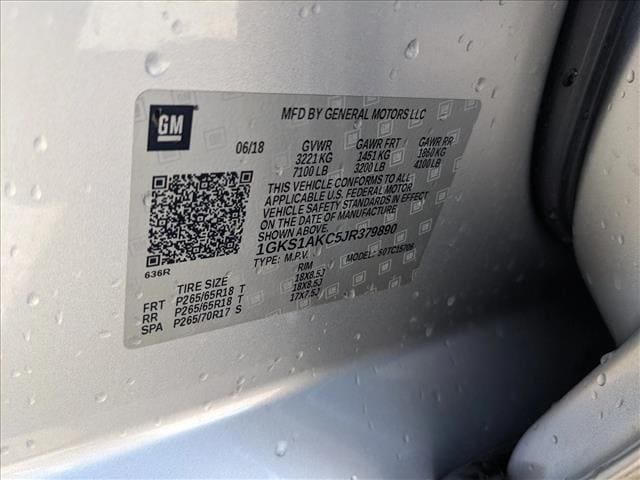 GM
MFD BY GENERAL MOTORS LLC
06/18 GVWR GAWR FRT GAWR RR
3221 KG 1451 KG 1860 KG
7100 LB 3200 LB 4100 LB
THIS VEHICLE CONFORMS TO ALL
APPLICABLE U.S. FEDERAL MOTOR
VEHICLE SAFETY STANDARDS IN EFFECT
ON THE DATE OF MANUFACTURE
SHOWN ABOVE.
1GKS1AKC5JR379890
636R TYPE: M.P.V.
TIRE SIZE RIM
FRT P265/65R18 T 18X8.5J
RR P265/65R18 T 18X8.5J
SPA P265/70R17 S 17X7.5J